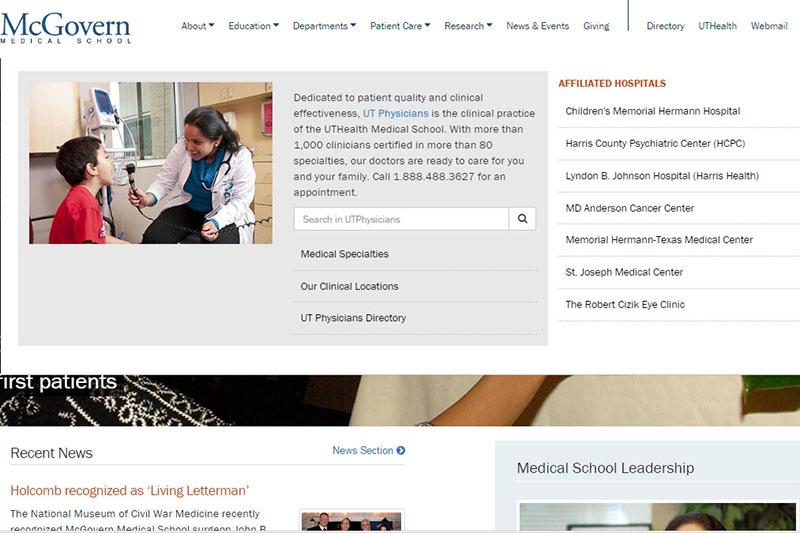 McGovern
MEDICAL SCHOOL
About Education Departments Patient Care Research News & Events Giving Directory UTHealth Webmail
Dedicated to patient quality and clinical
effectiveness, UT Physicians is the clinical practice
of the UTHealth Medical School. With more than
1,000 clinicians certified in more than 80
specialties, our doctors are ready to care for you
and your family. Call 1.888.488.3627 for an
appointment.
Search in UTPhysicians
Medical Specialties
Our Clinical Locations
UT Physicians Directory
AFFILIATED HOSPITALS
Children's Memorial Hermann Hospital
Harris County Psychiatric Center (HCPC)
Lyndon B. Johnson Hospital (Harris Health)
MD Anderson Cancer Center
Memorial Hermann-Texas Medical Center
St. Joseph Medical Center
The Robert Cizik Eye Clinic
first patients
Recent News
News Section
Holcomb recognized as ‘Living Letterman’
The National Museum of Civil War Medicine recently
recognized McGovern Medical School surgeon John B.
Medical School Leadership